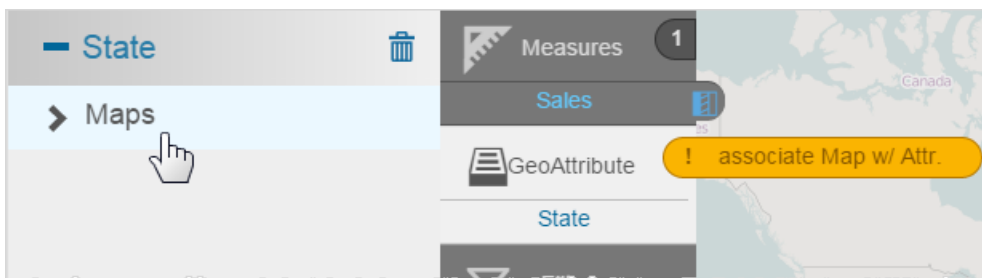 State
Maps
Measures
1
Sales
GeoAttribute
! associate Map w/ Attr.
State
Canada